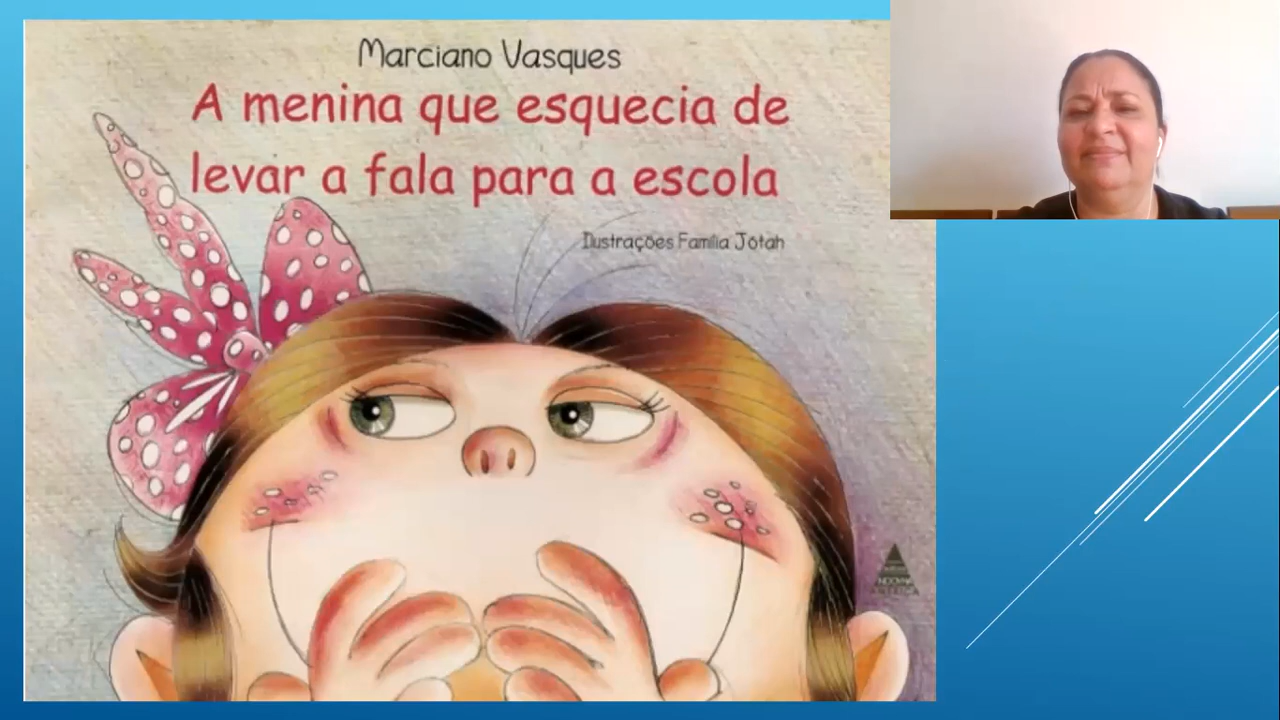 Marciano Vasques
A menina que esquecia de
levar a fala para a escola
Ilustrações Família Jótah